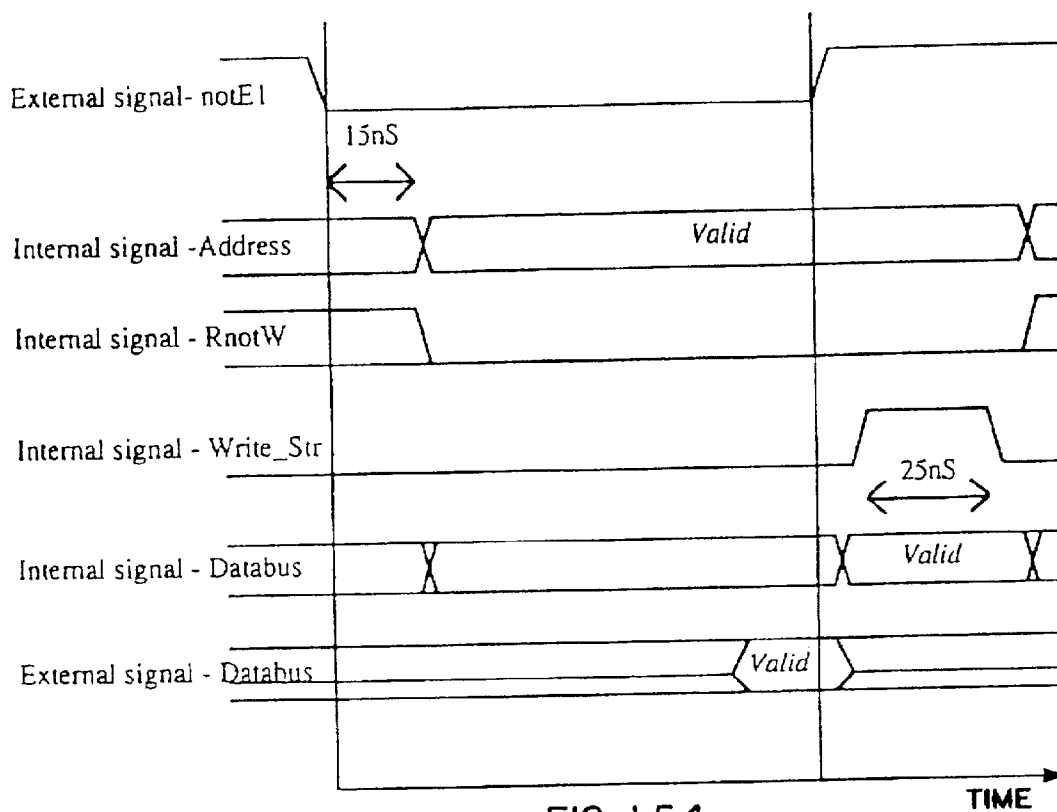 External signal- notE1
15nS
Internal signal -Address
Valid
Internal signal - RnotW
Internal signal - Write_Str
25nS
Internal signal - Databus
Valid
External signal - Databus
Valid
TIME